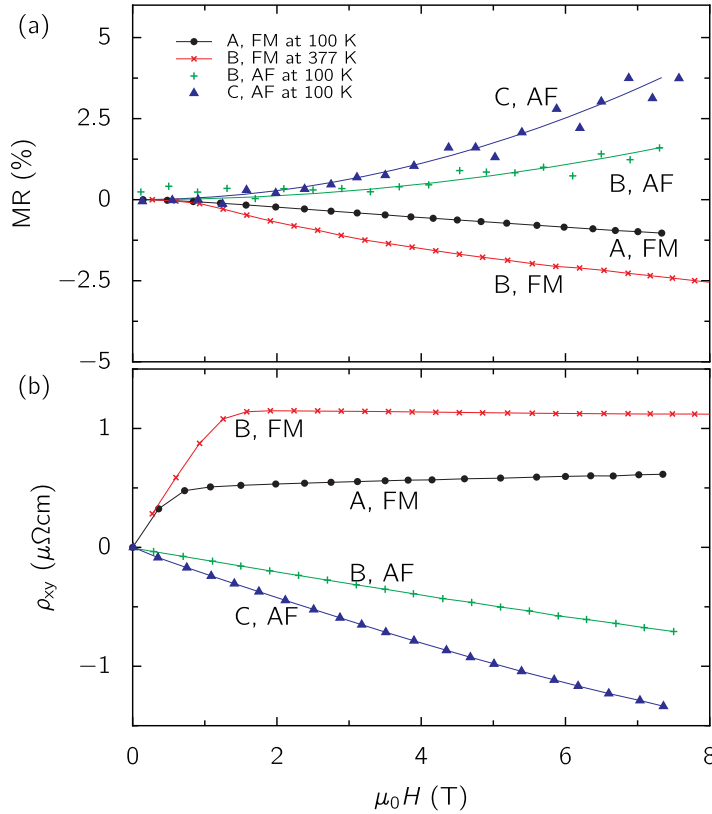 (a)
5
2.5
0
−2.5
−5
MR (%)
A, FM at 100 K
B, FM at 377 K
B, AF at 100 K
C, AF at 100 K
C, AF
B, AF
A, FM
B, FM
(b)
1
0
−1
ρxy (μΩcm)
B, FM
A, FM
B, AF
C, AF
0 2 4 6 8
μ0H (T)